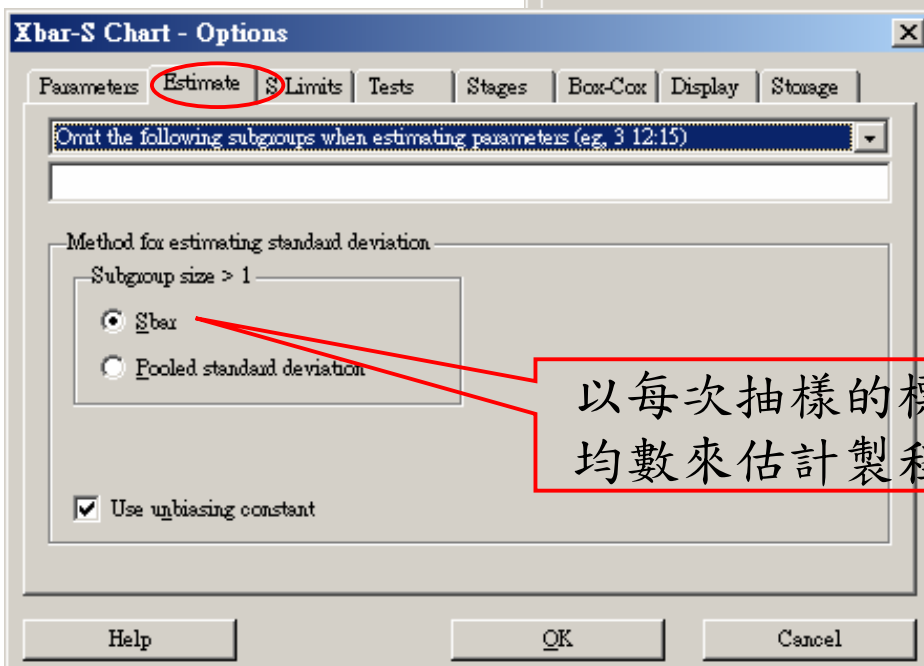 Xbar-S Chart - Options
Parameters Estimate S Limits Tests Stages Box-Cox Display Storage
Omit the following subgroups when estimating parameters (eg, 3 12:15)
Method for estimating standard deviation
Subgroup size > 1
Sbar
Pooled standard deviation
以每次抽樣的標
均數來估計製程
Use unbiasing constant
Help OK Cancel